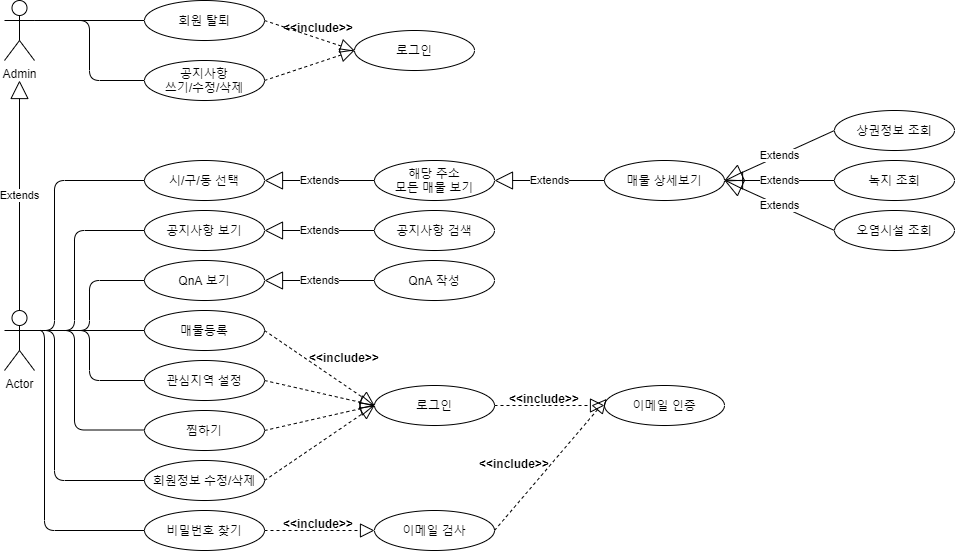 회원 탈퇴
<<include>>
로그인
Admin
공지사항
쓰기/수정/삭제
Extends
상권정보 조회
Extends
시/구/동 선택
Extends
해당 주소
모든 매물 보기
Extends
매물 상세보기
Extends
녹지 조회
Extends
공지사항 보기
Extends
공지사항 검색
오염시설 조회
QnA 보기
Extends
QnA 작성
매물등록
<<include>>
Actor
관심지역 설정
로그인
<<include>>
이메일 인증
찜하기
<<include>>
회원정보 수정/삭제
비밀번호 찾기
<<include>>
이메일 검사